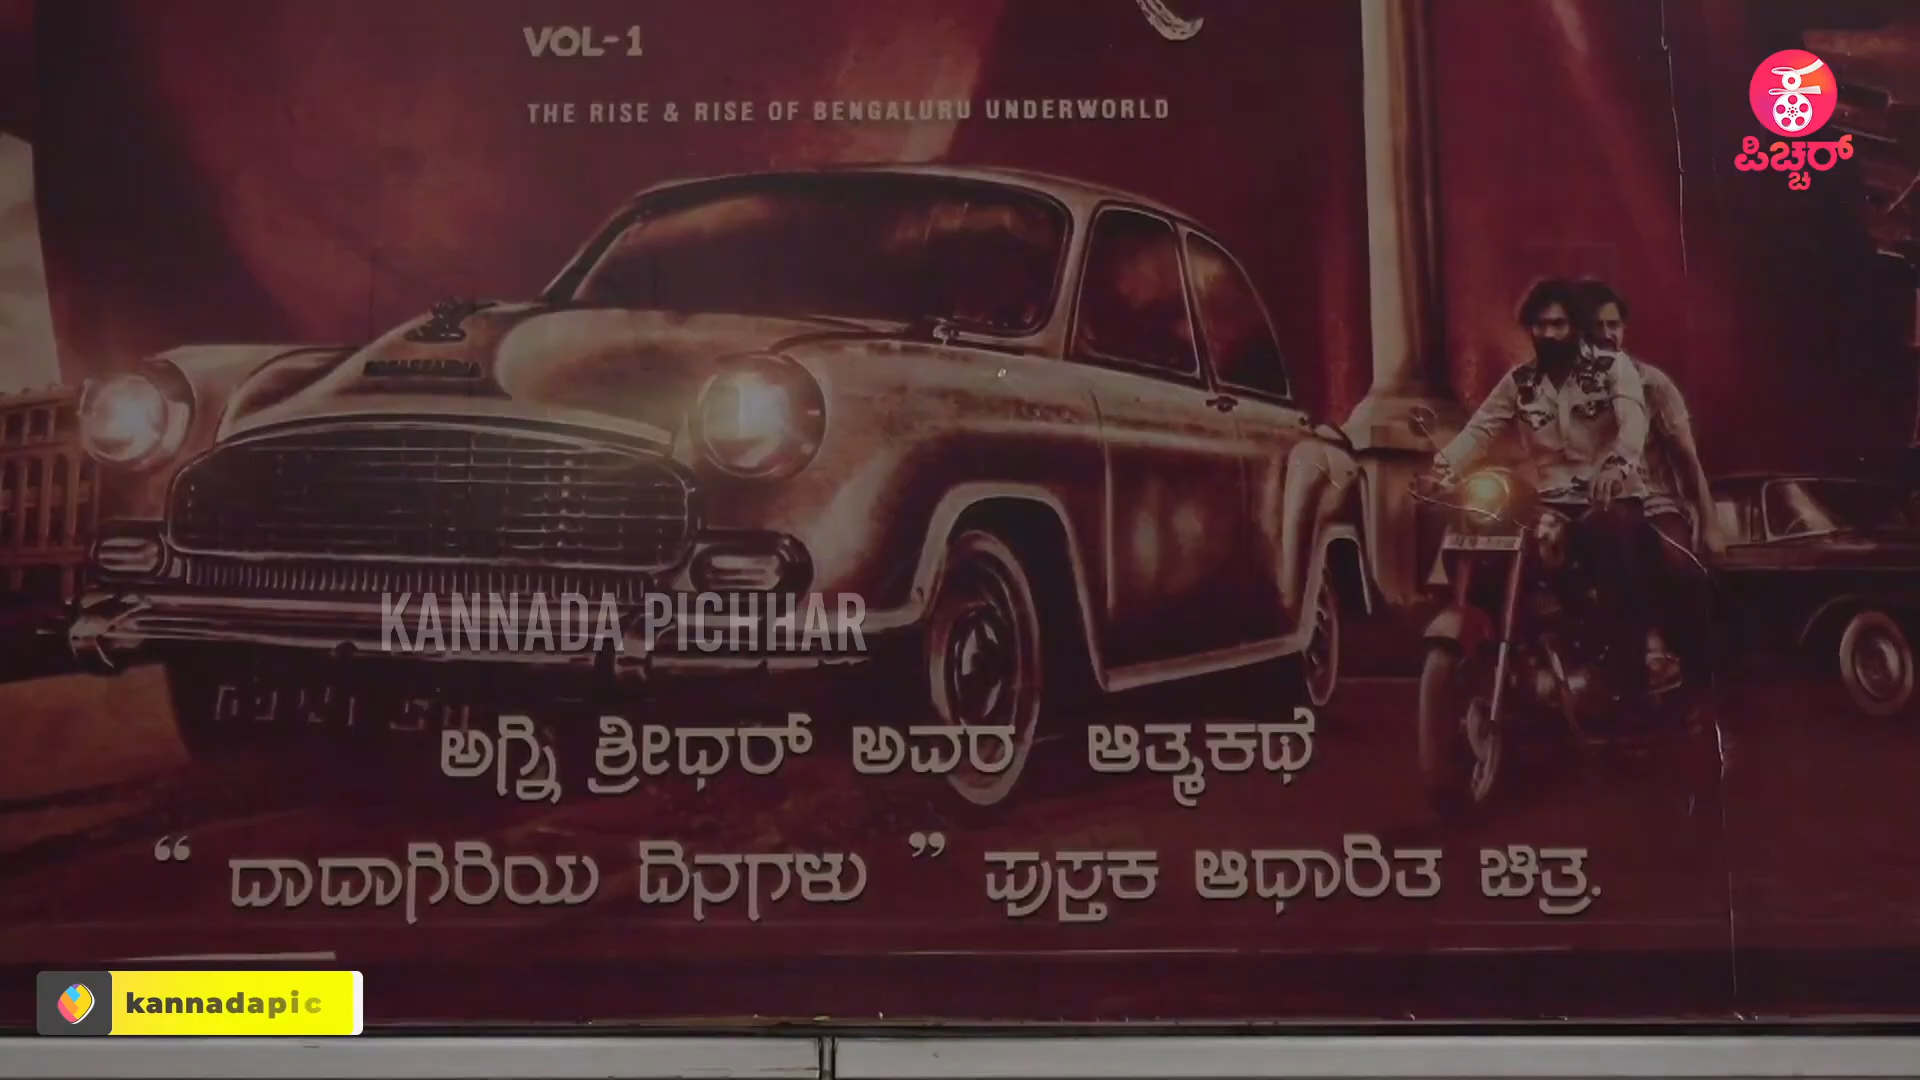 VOL-1
THE RISE & RISE OF BENGALURU UNDERWORLD
ಪಿಚ್ಚರ್
KANNADA PICHHAR
ಅಗ್ನಿ ಶ್ರೀಧರ್ ಅವರ ಆತ್ಮಕಥೆ
“ ದಾದಾಗಿರಿಯ ದಿನಗಳು ” ಪುಸ್ತಕ ಆಧಾರಿತ ಚಿತ್ರ.
kannadapic